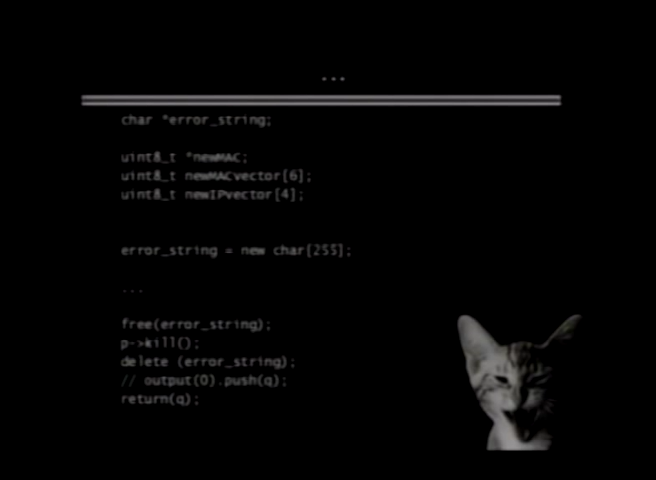 ...
char *error_string;
uint8_t *newMAC;
uint8_t newMACvector[6];
uint8_t newIPvector[4];
error_string = new char[255];
...
free(error_string);
p->kill();
delete (error_string);
// output(0).push(q);
return(q);